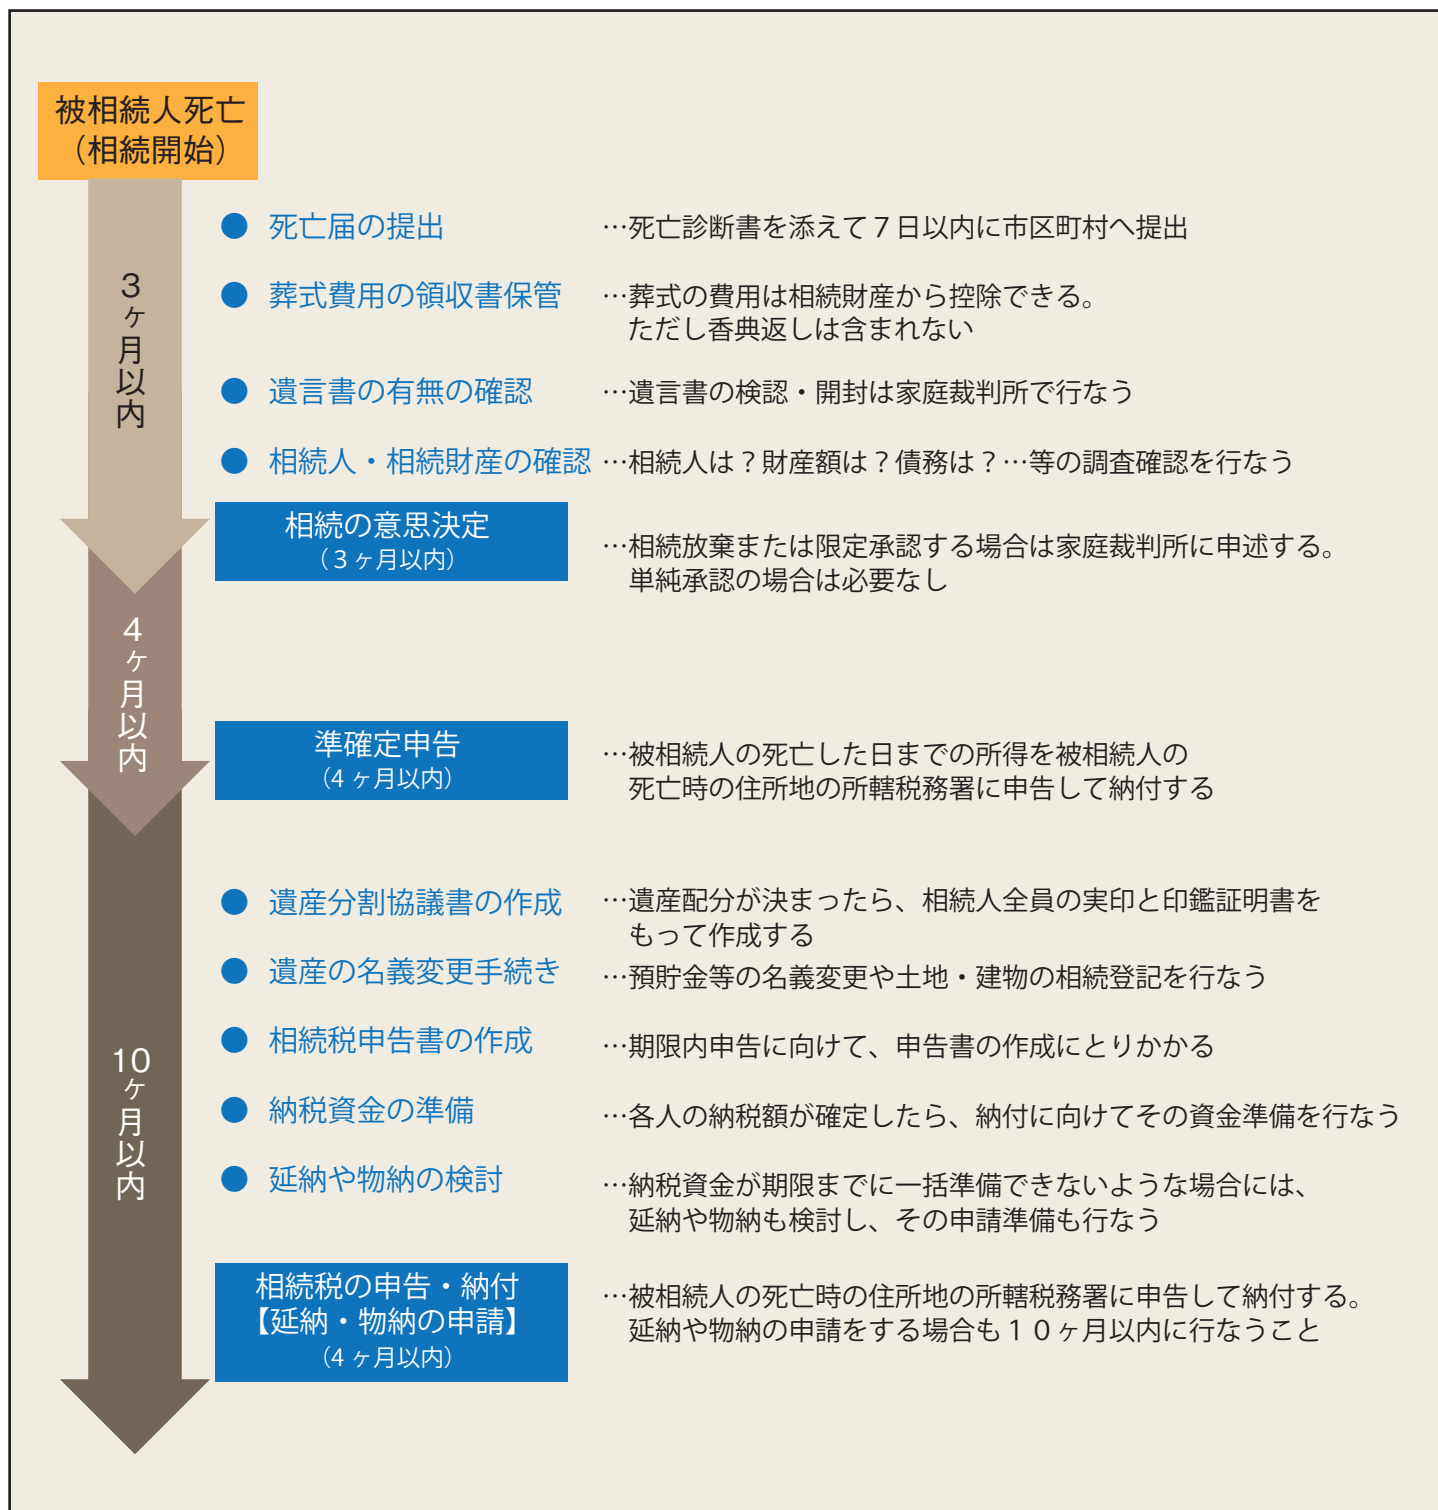 被相続人死亡
（相続開始）
3ヶ月以内
● 死亡届の提出 …死亡診断書を添えて７日以内に市区町村へ提出
● 葬式費用の領収書保管 …葬式の費用は相続財産から控除できる。
ただし香典返しは含まれない
● 遺言書の有無の確認 …遺言書の検認・開封は家庭裁判所で行なう
● 相続人・相続財産の確認 …相続人は？財産額は？債務は？…等の調査確認を行なう
相続の意思決定
（３ヶ月以内）
…相続放棄または限定承認する場合は家庭裁判所に申述する。
単純承認の場合は必要なし
4ヶ月以内
準確定申告
（4 ヶ月以内）
…被相続人の死亡した日までの所得を被相続人の
死亡時の住所地の所轄税務署に申告して納付する
10ヶ月以内
● 遺産分割協議書の作成 …遺産配分が決まったら、相続人全員の実印と印鑑証明書を
もって作成する
● 遺産の名義変更手続き …預貯金等の名義変更や土地・建物の相続登記を行なう
● 相続税申告書の作成 …期限内申告に向けて、申告書の作成にとりかかる
● 納税資金の準備 …各人の納税額が確定したら、納付に向けてその資金準備を行なう
● 延納や物納の検討 …納税資金が期限までに一括準備できないような場合には、
延納や物納も検討し、その申請準備も行なう
相続税の申告・納付
【延納・物納の申請】
（4 ヶ月以内）
…被相続人の死亡時の住所地の所轄税務署に申告して納付する。
延納や物納の申請をする場合も１０ヶ月以内に行なうこと